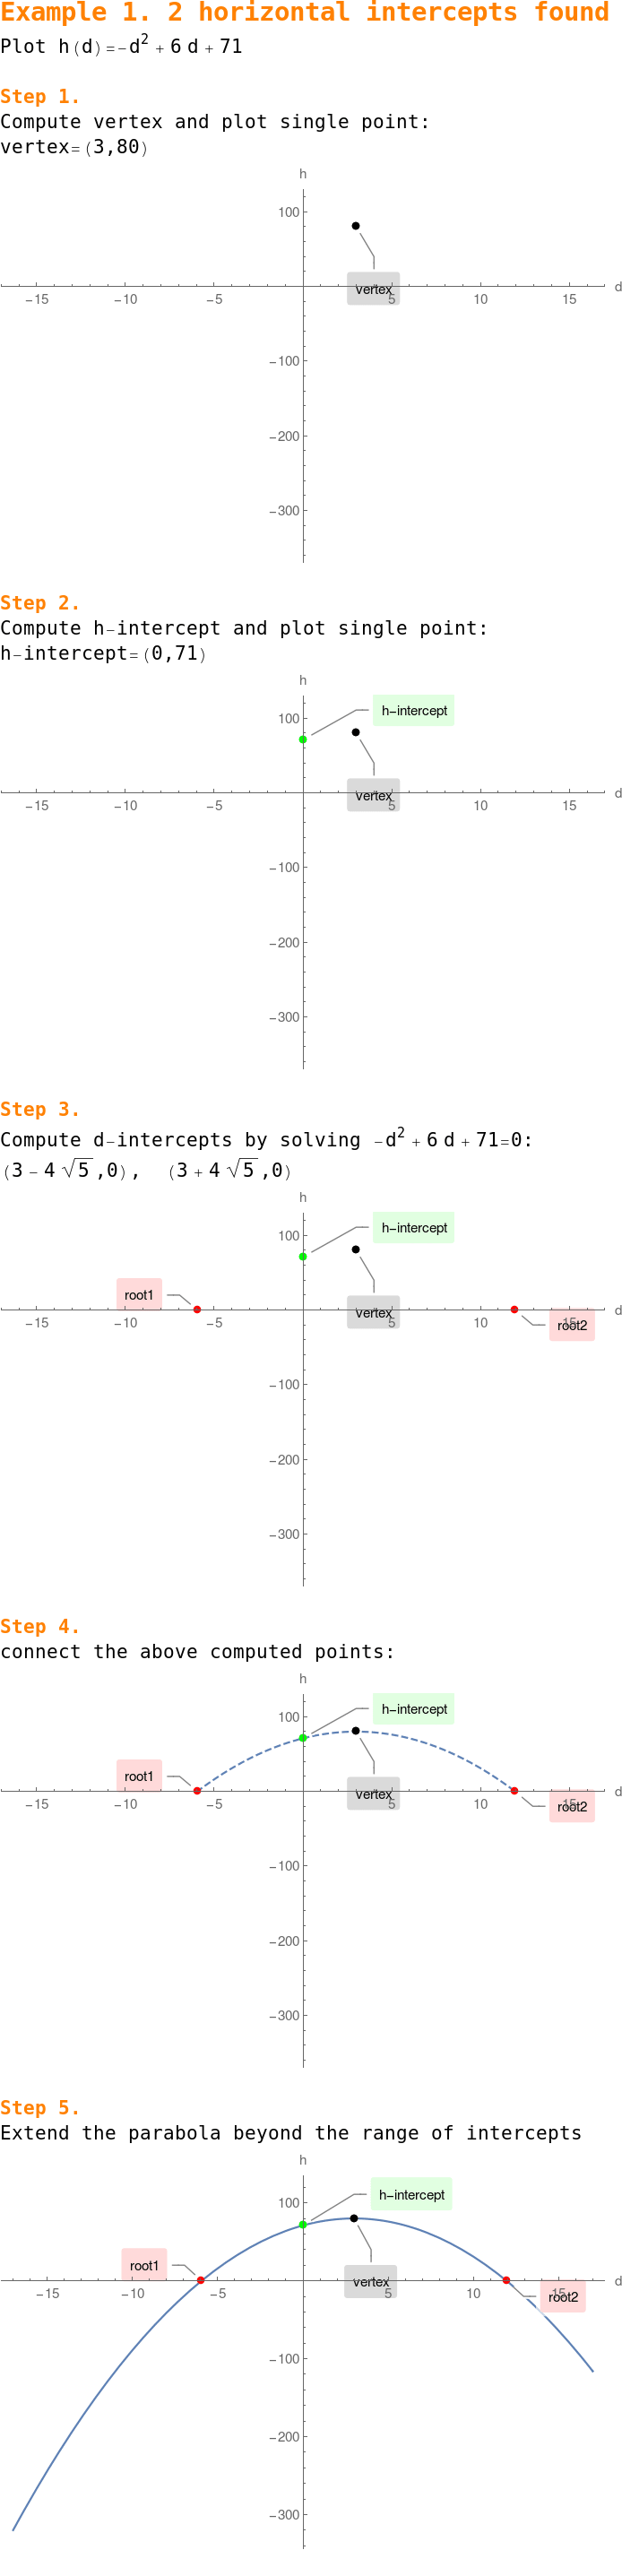 Example 1. 2 horizontal intercepts found
Plot h(d)=-d² + 6 d + 71
Step 1.
Compute vertex and plot single point:
vertex=(3,80)
h
100
vertex
d
-15 -10 -5 5 10 15
-100
-200
-300
Step 2.
Compute h-intercept and plot single point:
h-intercept=(0,71)
h
h-intercept
100
vertex
d
-15 -10 -5 5 10 15
-100
-200
-300
Step 3.
Compute d-intercepts by solving -d² + 6 d + 71=0:
(3 - 4 √5 ,0), (3 + 4 √5 ,0)
h
h-intercept
100
root1
vertex
d
-15 -10 -5 5 10 15
root2
-100
-200
-300
Step 4.
connect the above computed points:
h
h-intercept
100
root1
vertex
d
-15 -10 -5 5 10 15
root2
-100
-200
-300
Step 5.
Extend the parabola beyond the range of intercepts
h
h-intercept
100
root1
vertex
d
-15 -10 -5 5 10 15
root2
-100
-200
-300